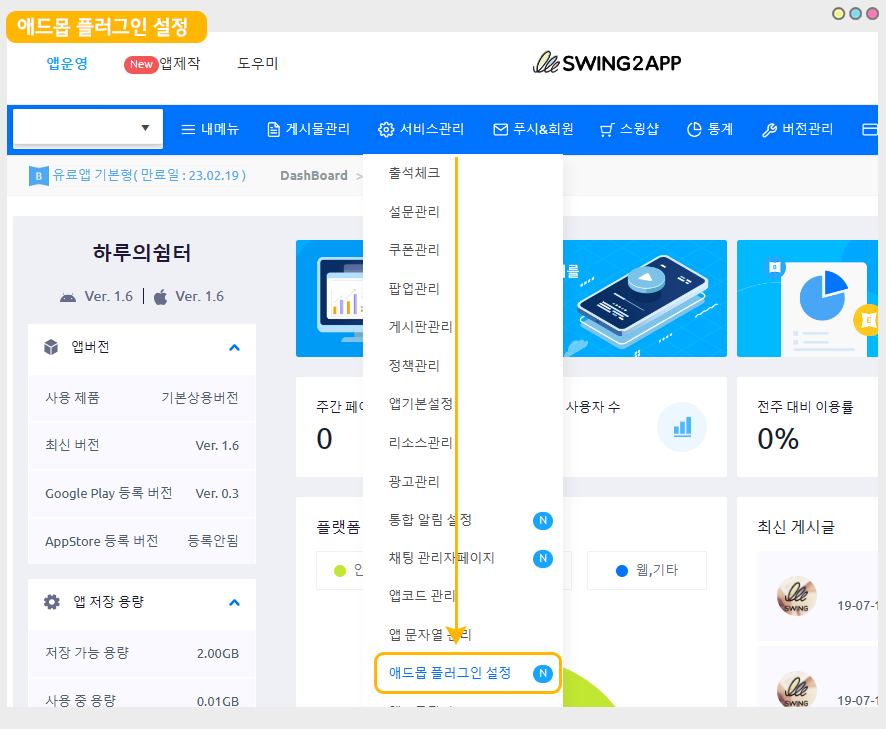 애드몹 플러그인 설정
앱운영
New 앱제작
도우미
SWING2APP
내메뉴
게시물관리
서비스관리
푸시&회원
스윙샵
통계
버전관리
B 유료앱 기본형( 만료일 : 23.02.19 )
DashBoard >
출석체크
설문관리
쿠폰관리
팝업관리
게시판관리
정책관리
앱기본설정
리소스관리
광고관리
통합 알림 설정 N
채팅 관리자페이지 N
앱코드 관리
앱 문자열 관리
애드몹 플러그인 설정 N
하루의쉼터
Ver. 1.6 | Ver. 1.6
앱버전
사용 제품 기본상용버전
최신 버전 Ver. 1.6
Google Play 등록 버전 Ver. 0.3
AppStore 등록 버전 등록안됨
앱 저장 용량
저장 가능 용량 2.00GB
사용 중 용량 0.01GB
를
B
E
주간 페
0
사용자 수
전주 대비 이용률
0%
플랫폼
웹,기타
최신 게시글
SWING
19-07-1
SWING
19-07-1